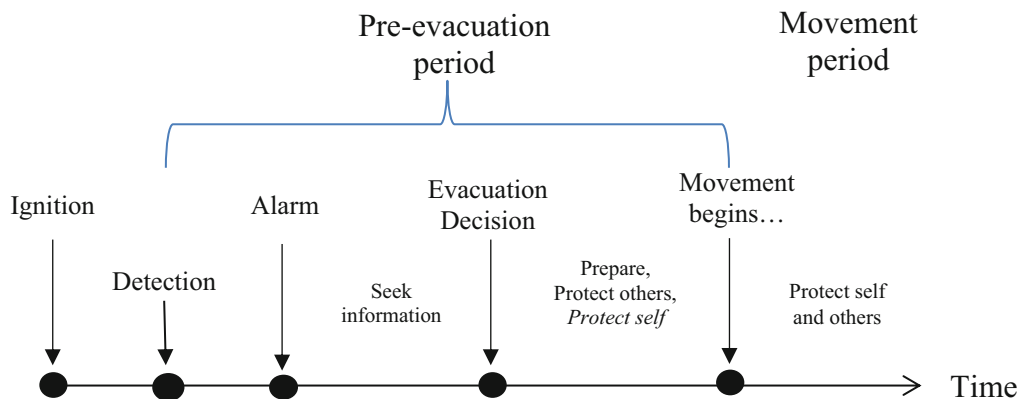 Pre-evacuation
period
Movement
period
Ignition
Detection
Alarm
Seek
information
Evacuation
Decision
Prepare,
Protect others,
Protect self
Movement
begins…
Protect self
and others
Time